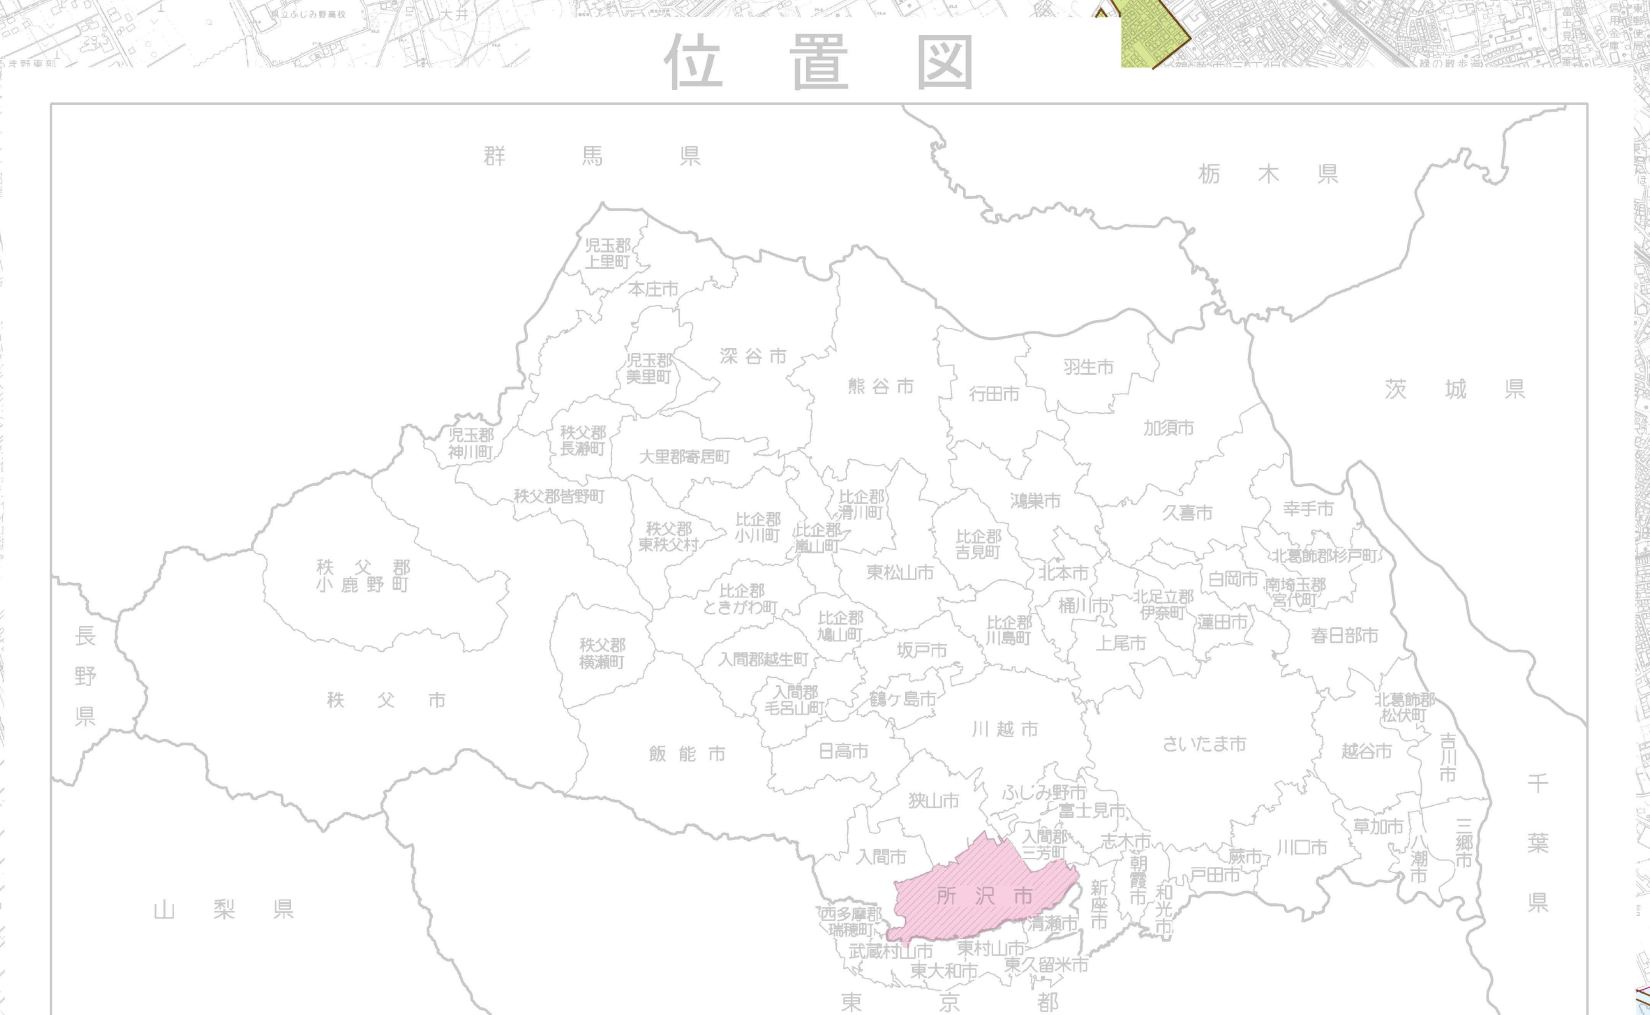 県立ふじみ野高校
大井
緑の散歩道
位 置 図
群 馬 県
栃 木 県
児玉郡
上里町
本庄市
児玉郡
美里町
深谷市
熊谷市
行田市
羽生市
茨 城 県
加須市
児玉郡
神川町
秩父郡
長瀞町
大里郡寄居町
秩父郡皆野町
秩父郡
東秩父村
比企郡
小川町
比企郡
嵐山町
比企郡
滑川町
比企郡
吉見町
鴻巣市
久喜市
幸手市
北葛飾郡杉戸町
秩父郡
小鹿野町
東松山市
北本市
白岡市
南埼玉郡
宮代町
比企郡
ときがわ町
桶川市
北足立郡
伊奈町
蓮田市
春日部市
比企郡
鳩山町
比企郡
川島町
上尾市
長野県
秩父郡
横瀬町
入間郡越生町
坂戸市
秩父市
入間郡
毛呂山町
鶴ヶ島市
北葛飾郡
松伏町
飯能市
日高市
川越市
さいたま市
越谷市
吉川市
千葉県
狭山市
ふじみ野市
富士見市
入間市
入間郡
三芳町
志木市
朝霞市
蕨市
戸田市
川口市
草加市
八潮市
三郷市
山 梨 県
所沢市
新座市
和光市
西多摩郡
瑞穂町
清瀬市
武蔵村山市
東村山市
東大和市
東久留米市
東 京 都